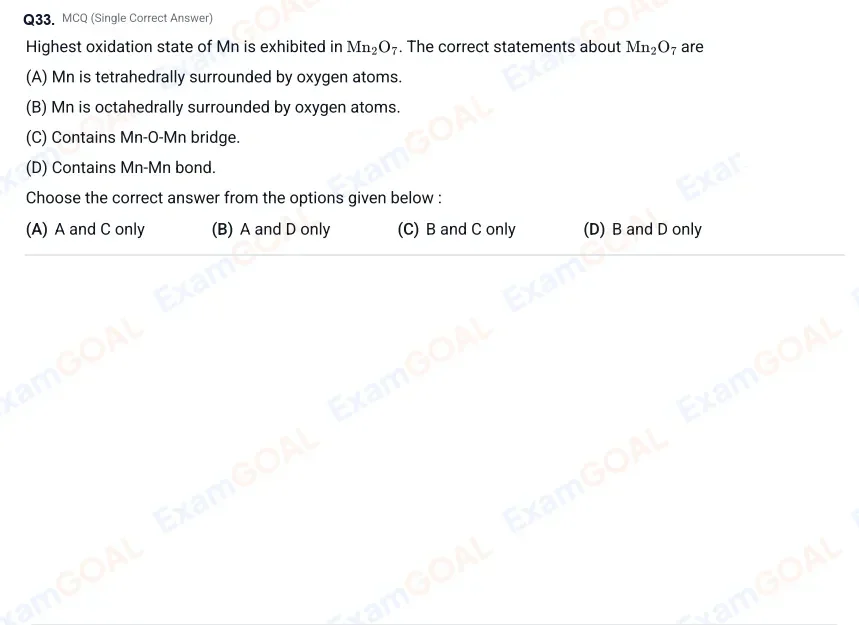 Q33. MCQ (Single Correct Answer)
Highest oxidation state of Mn is exhibited in Mn₂O₇. The correct statements about Mn₂O₇ are
(A) Mn is tetrahedrally surrounded by oxygen atoms.
(B) Mn is octahedrally surrounded by oxygen atoms.
(C) Contains Mn-O-Mn bridge.
(D) Contains Mn-Mn bond.
Choose the correct answer from the options given below :
(A) A and C only (B) A and D only (C) B and C only (D) B and D only
ExamGOAL